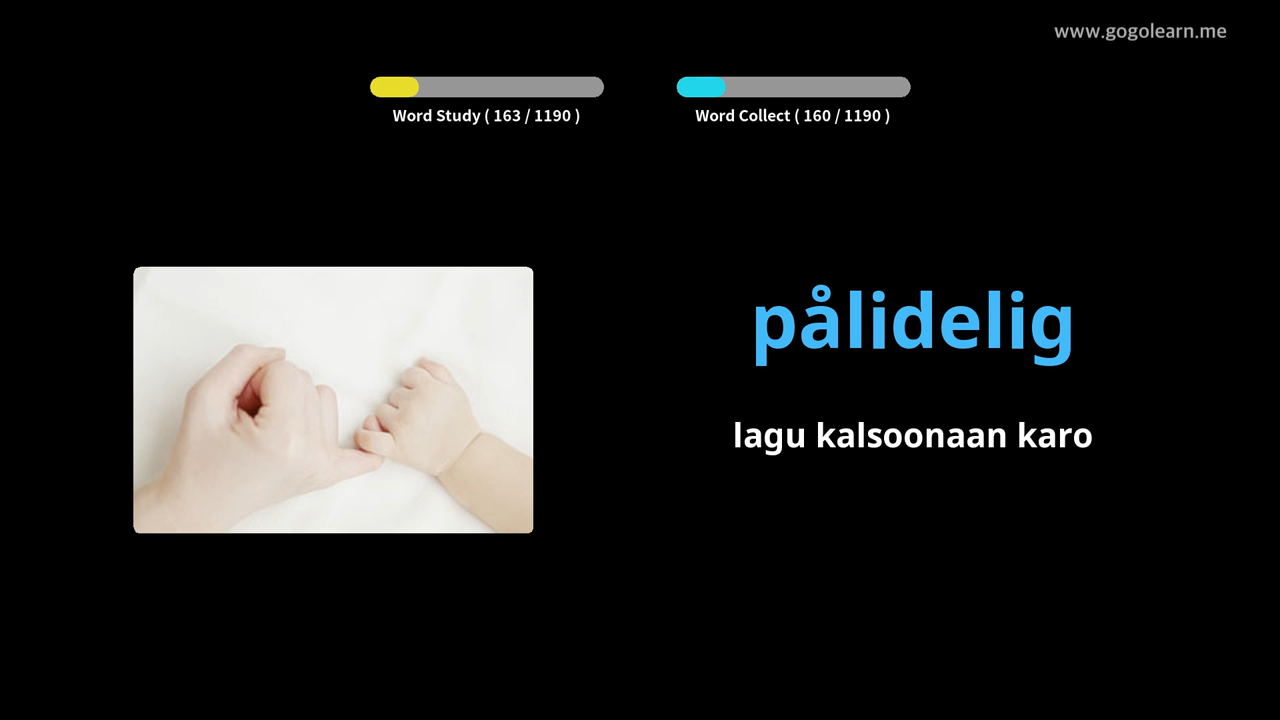 www.gogolearn.me
Word Study ( 163 / 1190 )
Word Collect ( 160 / 1190 )
pålidelig
lagu kalsoonaan karo